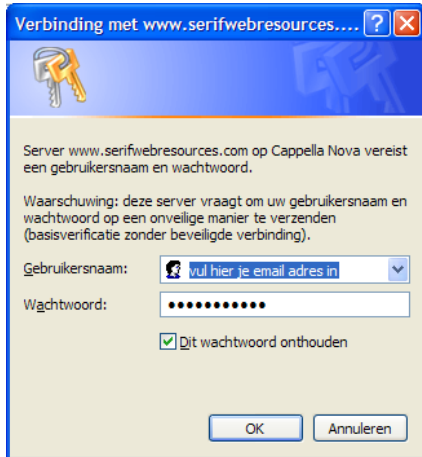 Verbinding met www.serifwebresources....
Server www.serifwebresources.com op Cappella Nova vereist
een gebruikersnaam en wachtwoord.
Waarschuwing: deze server vraagt om uw gebruikersnaam en
wachtwoord op een onveilige manier te verzenden
(basisverificatie zonder beveiligde verbinding).
Gebruikersnaam: vul hier je email adres in
Wachtwoord: ●●●●●●●●●●●
Dit wachtwoord onthouden
OK Annuleren